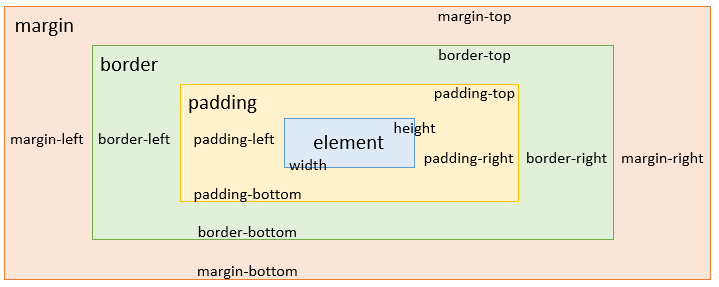 margin-top
margin
border-top
border
padding-top
padding
height
margin-left
border-left
padding-left
element
padding-right
border-right
margin-right
width
padding-bottom
border-bottom
margin-bottom